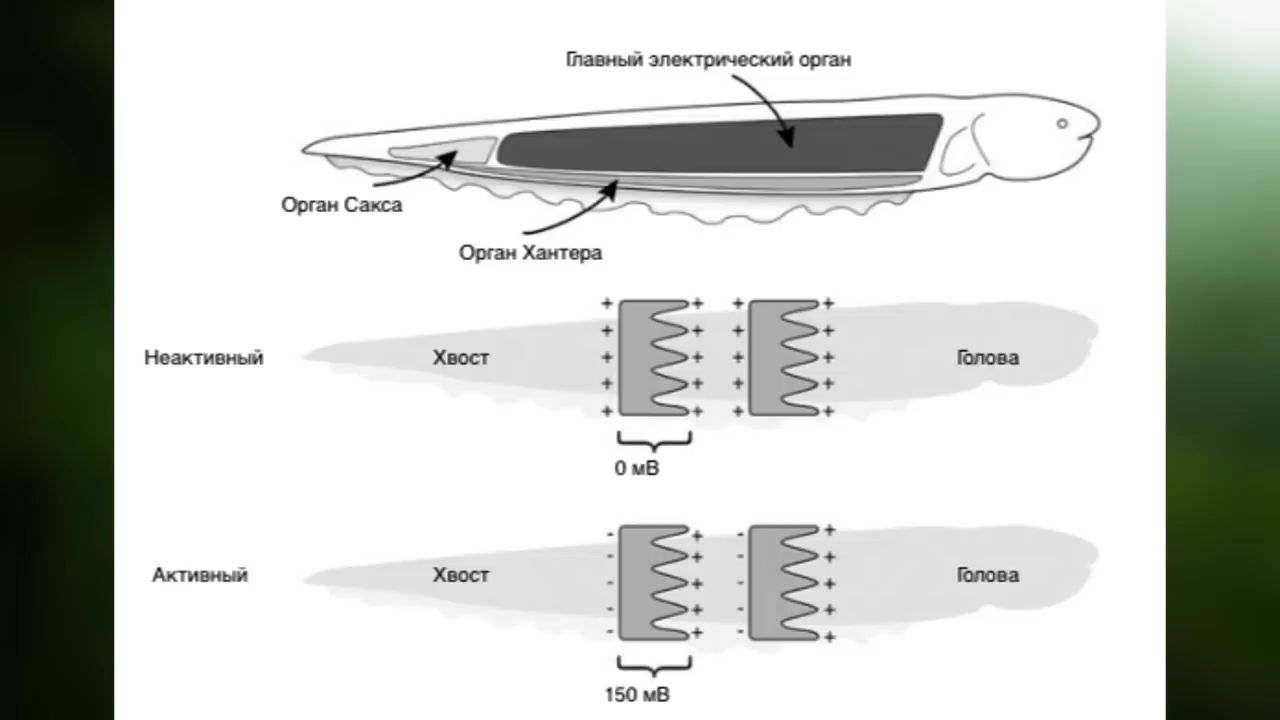 Главный электрический орган
Орган Сакса
Орган Хантера
+ + + +
+ + + +
Неактивный Хвост + + + + Голова
+ + + +
+ + + +
0 мВ
- + - +
- + - +
Активный Хвост - + - + Голова
- + - +
- + - +
150 мВ